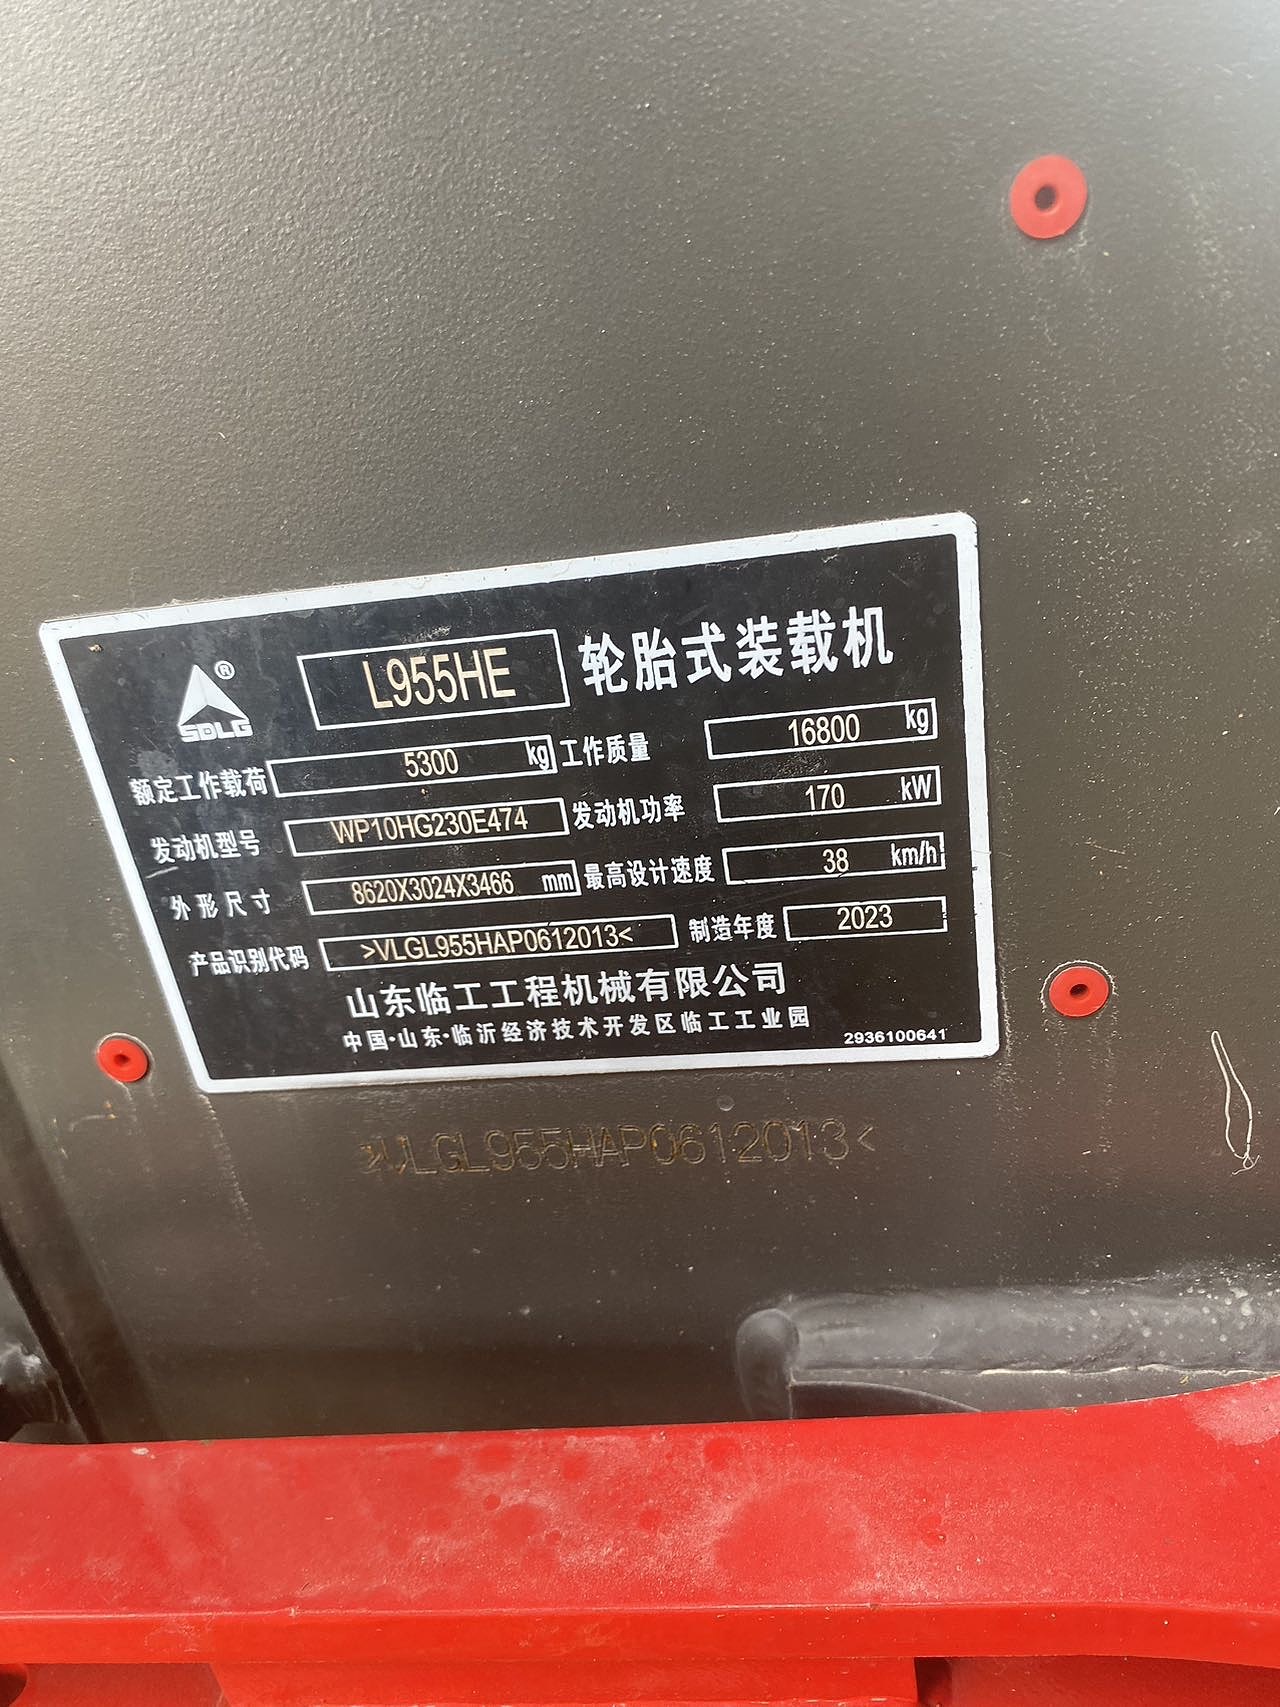 SDLG ® L955HE 轮胎式装载机
额定工作载荷 5300 kg 工作质量 16800 kg
发动机型号 WP10HG230E474 发动机功率 170 kW
外形尺寸 8620X3024X3466 mm 最高设计速度 38 km/h
产品识别代码 >VLGL955HAP0612013< 制造年度 2023
山东临工工程机械有限公司
中国·山东·临沂经济技术开发区临工工业园 2936100641
>VLGL955HAP0612013<